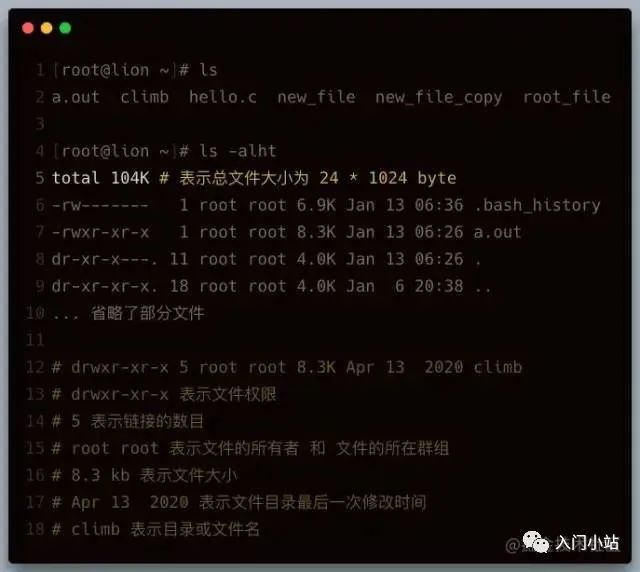 1 [root@lion ~]# ls
2 a.out climb hello.c new_file new_file_copy root_file
3
4 [root@lion ~]# ls -alht
5 total 104K # 表示总文件大小为 24 * 1024 byte
6 -rw------- 1 root root 6.9K Jan 13 06:36 .bash_history
7 -rwxr-xr-x 1 root root 8.3K Jan 13 06:26 a.out
8 dr-xr-x---. 11 root root 4.0K Jan 13 06:26 .
9 dr-xr-xr-x. 18 root root 4.0K Jan 6 20:38 ..
10 ... 省略了部分文件
11
12 # drwxr-xr-x 5 root root 8.3K Apr 13 2020 climb
13 # drwxr-xr-x 表示文件权限
14 # 5 表示链接的数目
15 # root root 表示文件的所有者 和 文件的所在群组
16 # 8.3 kb 表示文件大小
17 # Apr 13 2020 表示文件目录最后一次修改时间
18 # climb 表示目录或文件名
入门小站